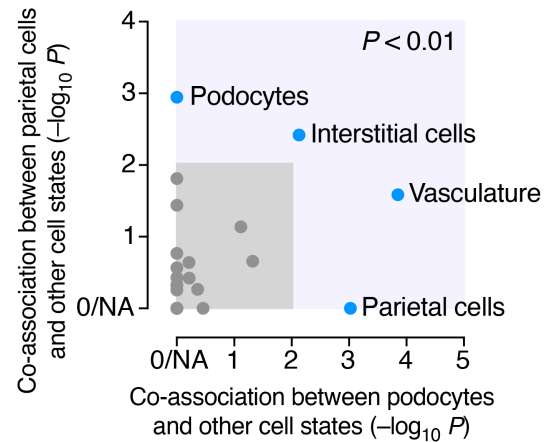 Co-association between parietal cells
and other cell states (–log10 P)
4
3
2
1
0/NA
P < 0.01
Podocytes
Interstitial cells
Vasculature
Parietal cells
0/NA 1 2 3 4 5
Co-association between podocytes
and other cell states (–log10 P)